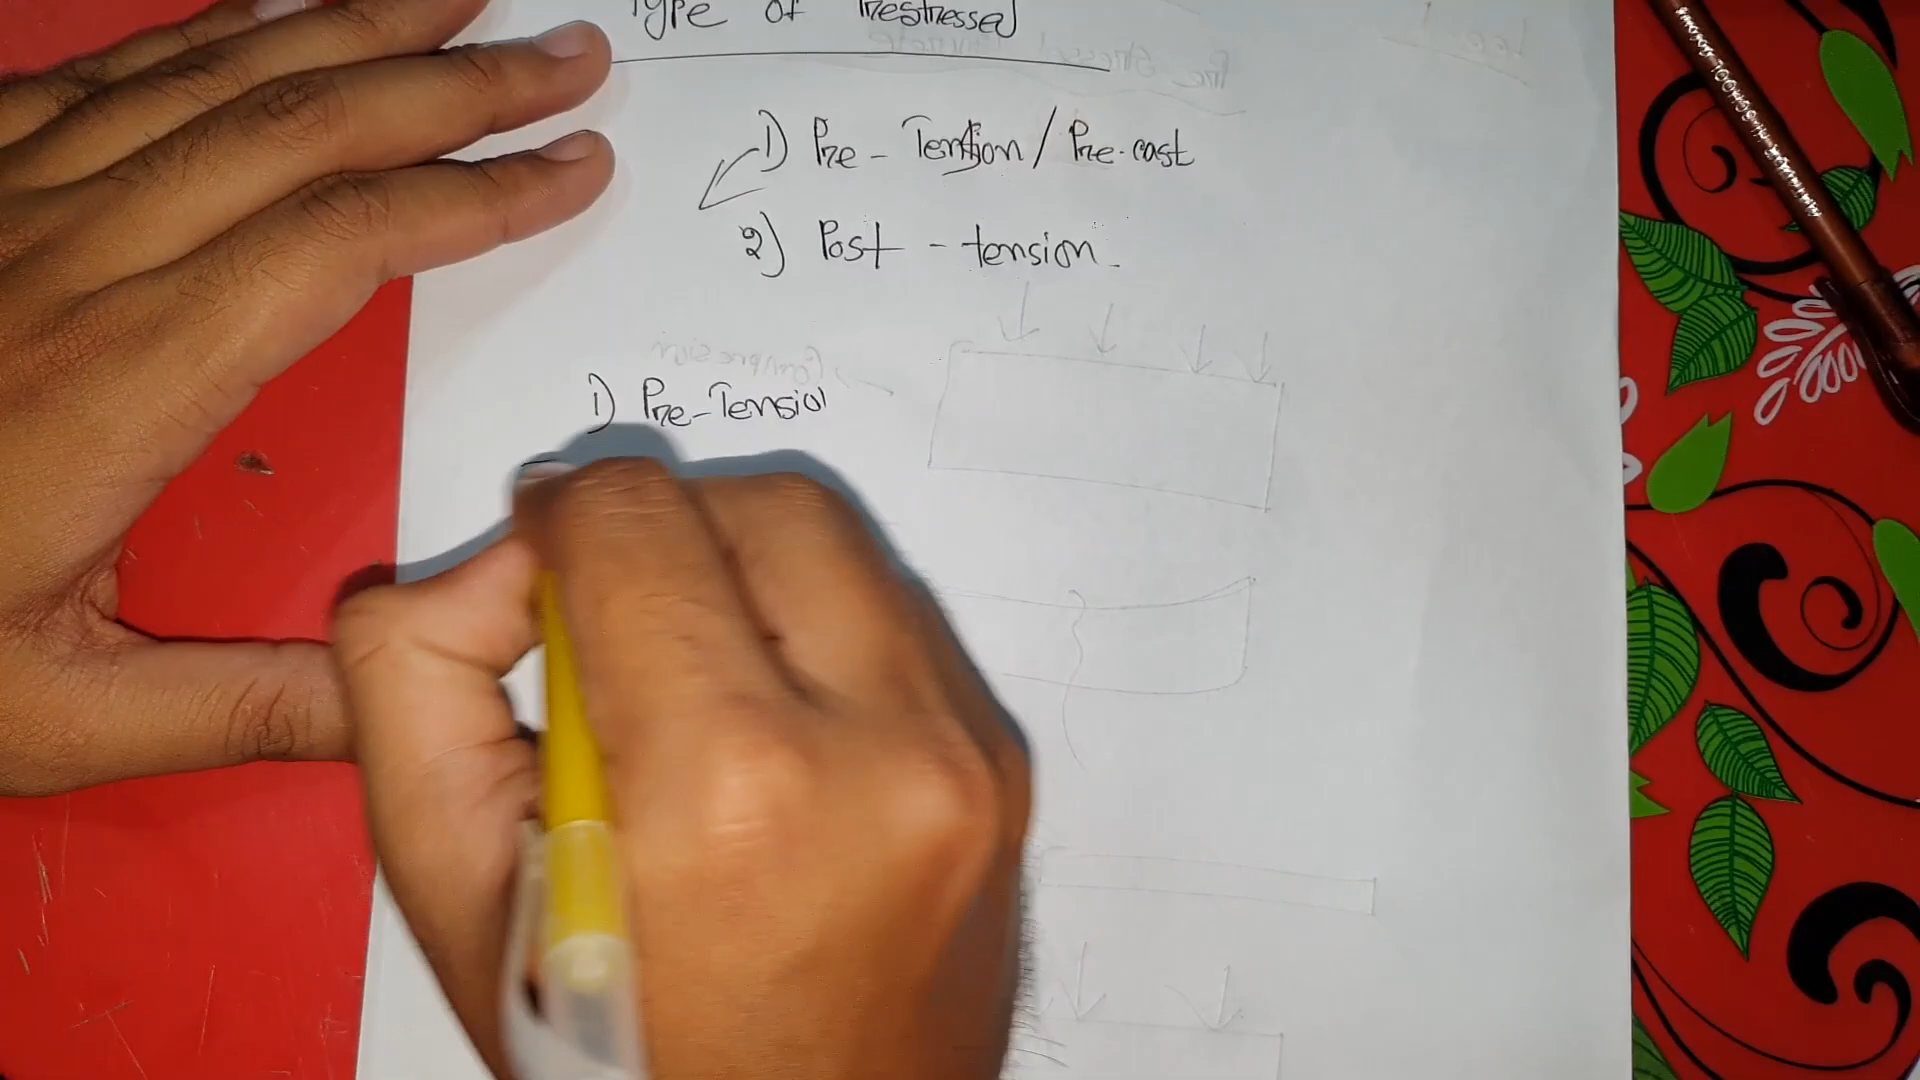 Type of Prestressed
1) Pre - Tension / Pre-cast
2) Post - tension.
1) Pre-Tension